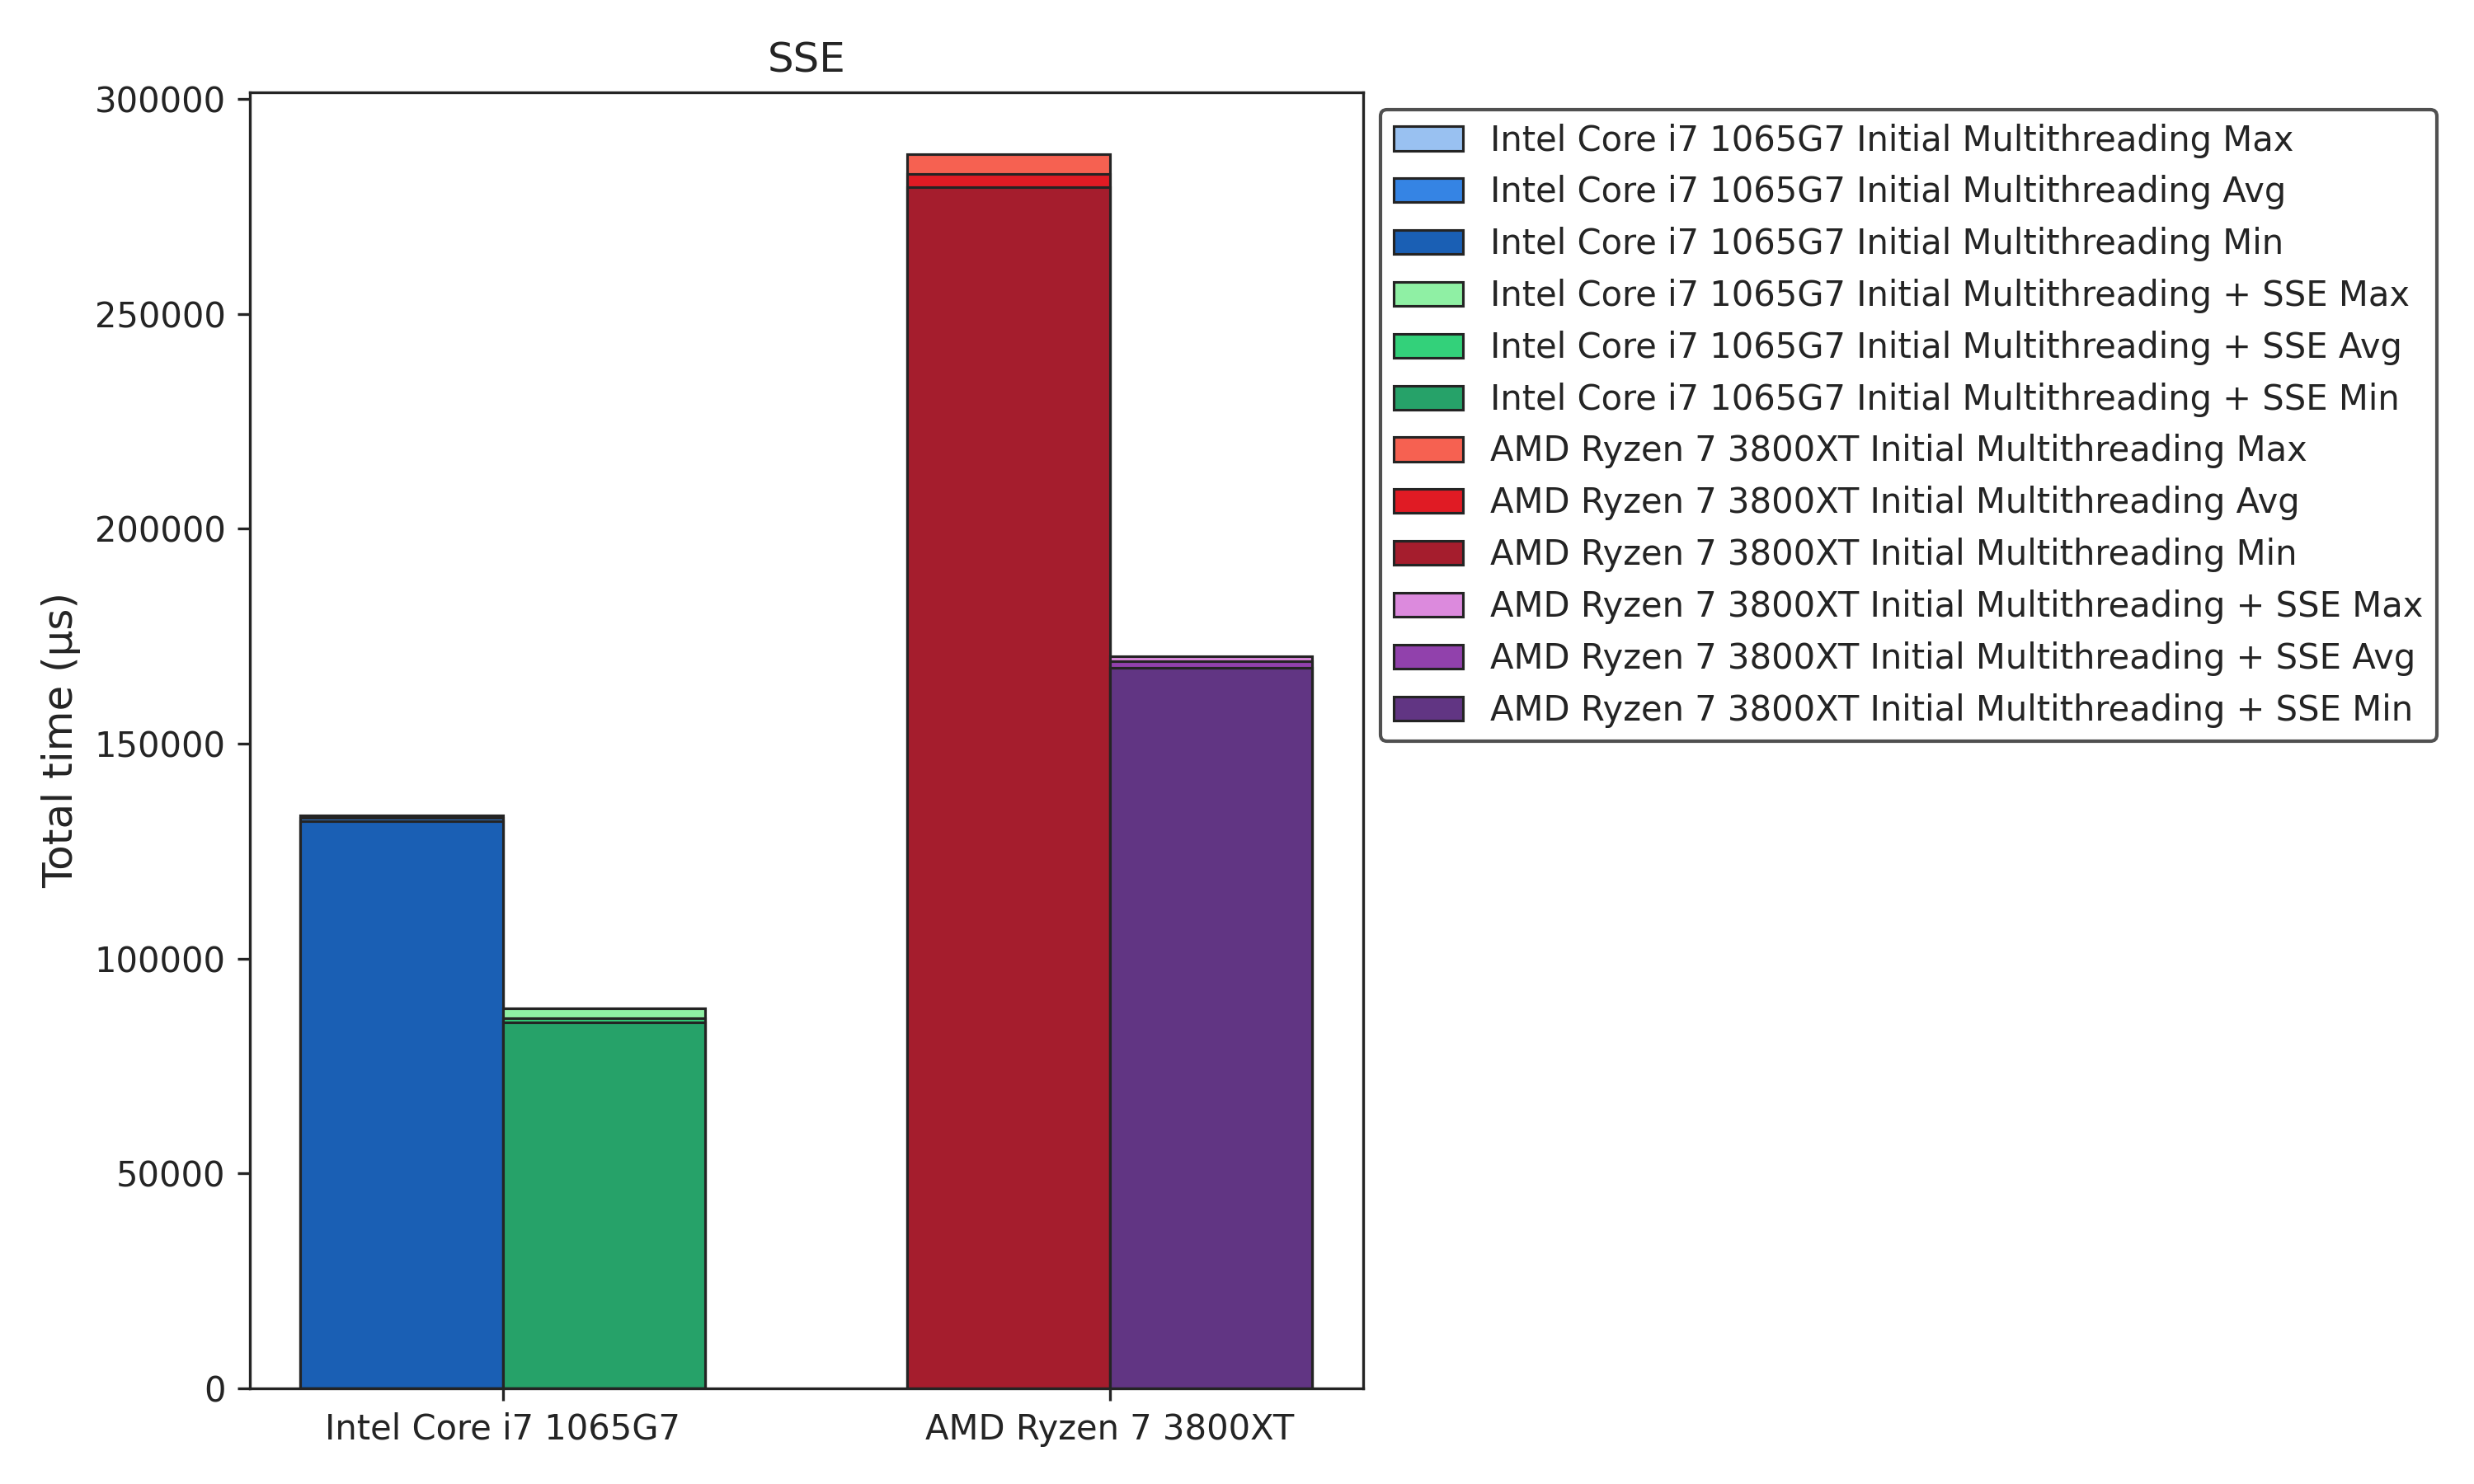 SSE
300000
250000
200000
150000
100000
50000
0
Total time (µs)
Intel Core i7 1065G7
AMD Ryzen 7 3800XT
Intel Core i7 1065G7 Initial Multithreading Max
Intel Core i7 1065G7 Initial Multithreading Avg
Intel Core i7 1065G7 Initial Multithreading Min
Intel Core i7 1065G7 Initial Multithreading + SSE Max
Intel Core i7 1065G7 Initial Multithreading + SSE Avg
Intel Core i7 1065G7 Initial Multithreading + SSE Min
AMD Ryzen 7 3800XT Initial Multithreading Max
AMD Ryzen 7 3800XT Initial Multithreading Avg
AMD Ryzen 7 3800XT Initial Multithreading Min
AMD Ryzen 7 3800XT Initial Multithreading + SSE Max
AMD Ryzen 7 3800XT Initial Multithreading + SSE Avg
AMD Ryzen 7 3800XT Initial Multithreading + SSE Min